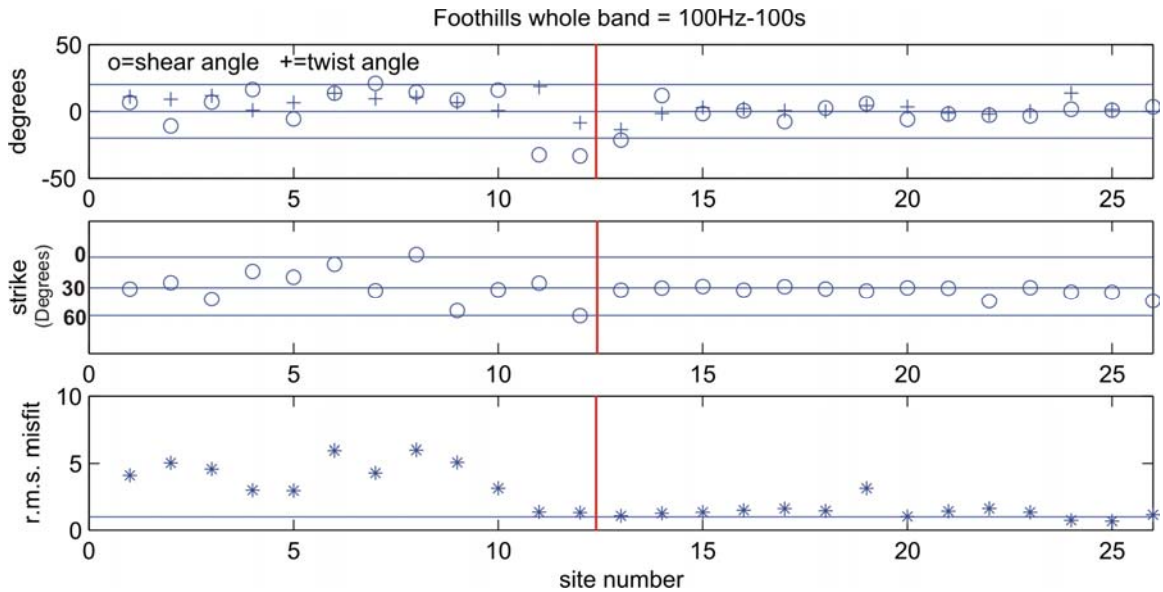 Foothills whole band = 100Hz-100s
o=shear angle +=twist angle
degrees
50
0
-50
0 5 10 15 20 25
strike
(Degrees)
0
30
60
0 5 10 15 20 25
r.m.s. misfit
10
5
0
0 5 10 15 20 25
site number